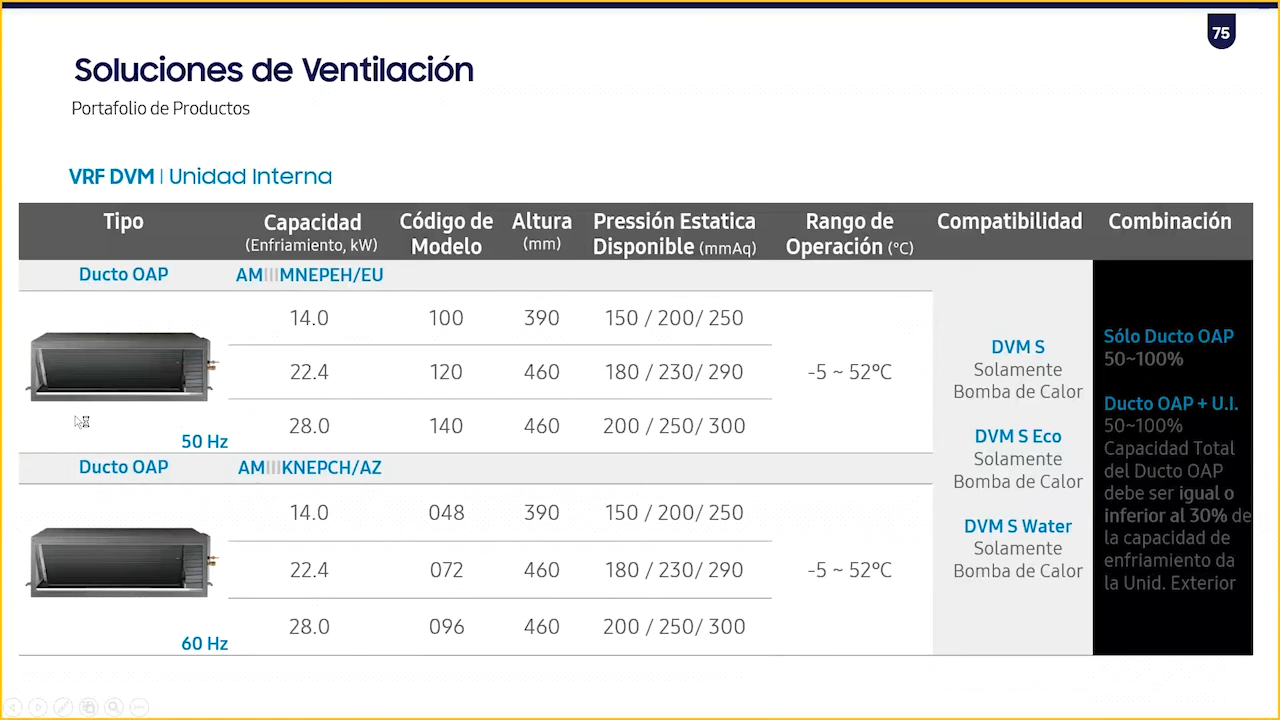 75
Soluciones de Ventilación
Portafolio de Productos
VRF DVM | Unidad Interna
Tipo
Capacidad
(Enfriamiento, kW)
Código de
Modelo
Altura
(mm)
Pressión Estatica
Disponible (mmAq)
Rango de
Operación (°C)
Compatibilidad
Combinación
Ducto OAP
AM|||MNEPEH/EU
14.0 100 390 150 / 200/ 250
22.4 120 460 180 / 230/ 290
28.0 140 460 200 / 250/ 300
-5 ~ 52°C
50 Hz
Ducto OAP
AM|||KNEPCH/AZ
14.0 048 390 150 / 200/ 250
22.4 072 460 180 / 230/ 290
28.0 096 460 200 / 250/ 300
-5 ~ 52°C
60 Hz
DVM S
Solamente
Bomba de Calor
DVM S Eco
Solamente
Bomba de Calor
DVM S Water
Solamente
Bomba de Calor
Sólo Ducto OAP
50~100%
Ducto OAP + U.I.
50~100%
Capacidad Total
del Ducto OAP
debe ser igual o
inferior al 30% de
la capacidad de
enfriamiento da
la Unid. Exterior